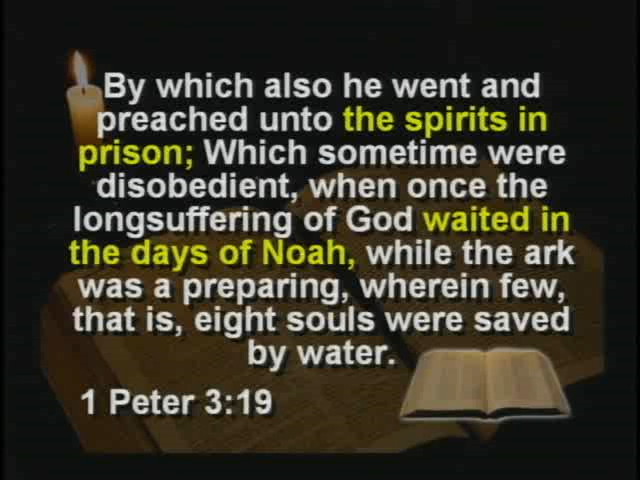 By which also he went and
preached unto the spirits in
prison; Which sometime were
disobedient, when once the
longsuffering of God waited in
the days of Noah, while the ark
was a preparing, wherein few,
that is, eight souls were saved
by water.
1 Peter 3:19